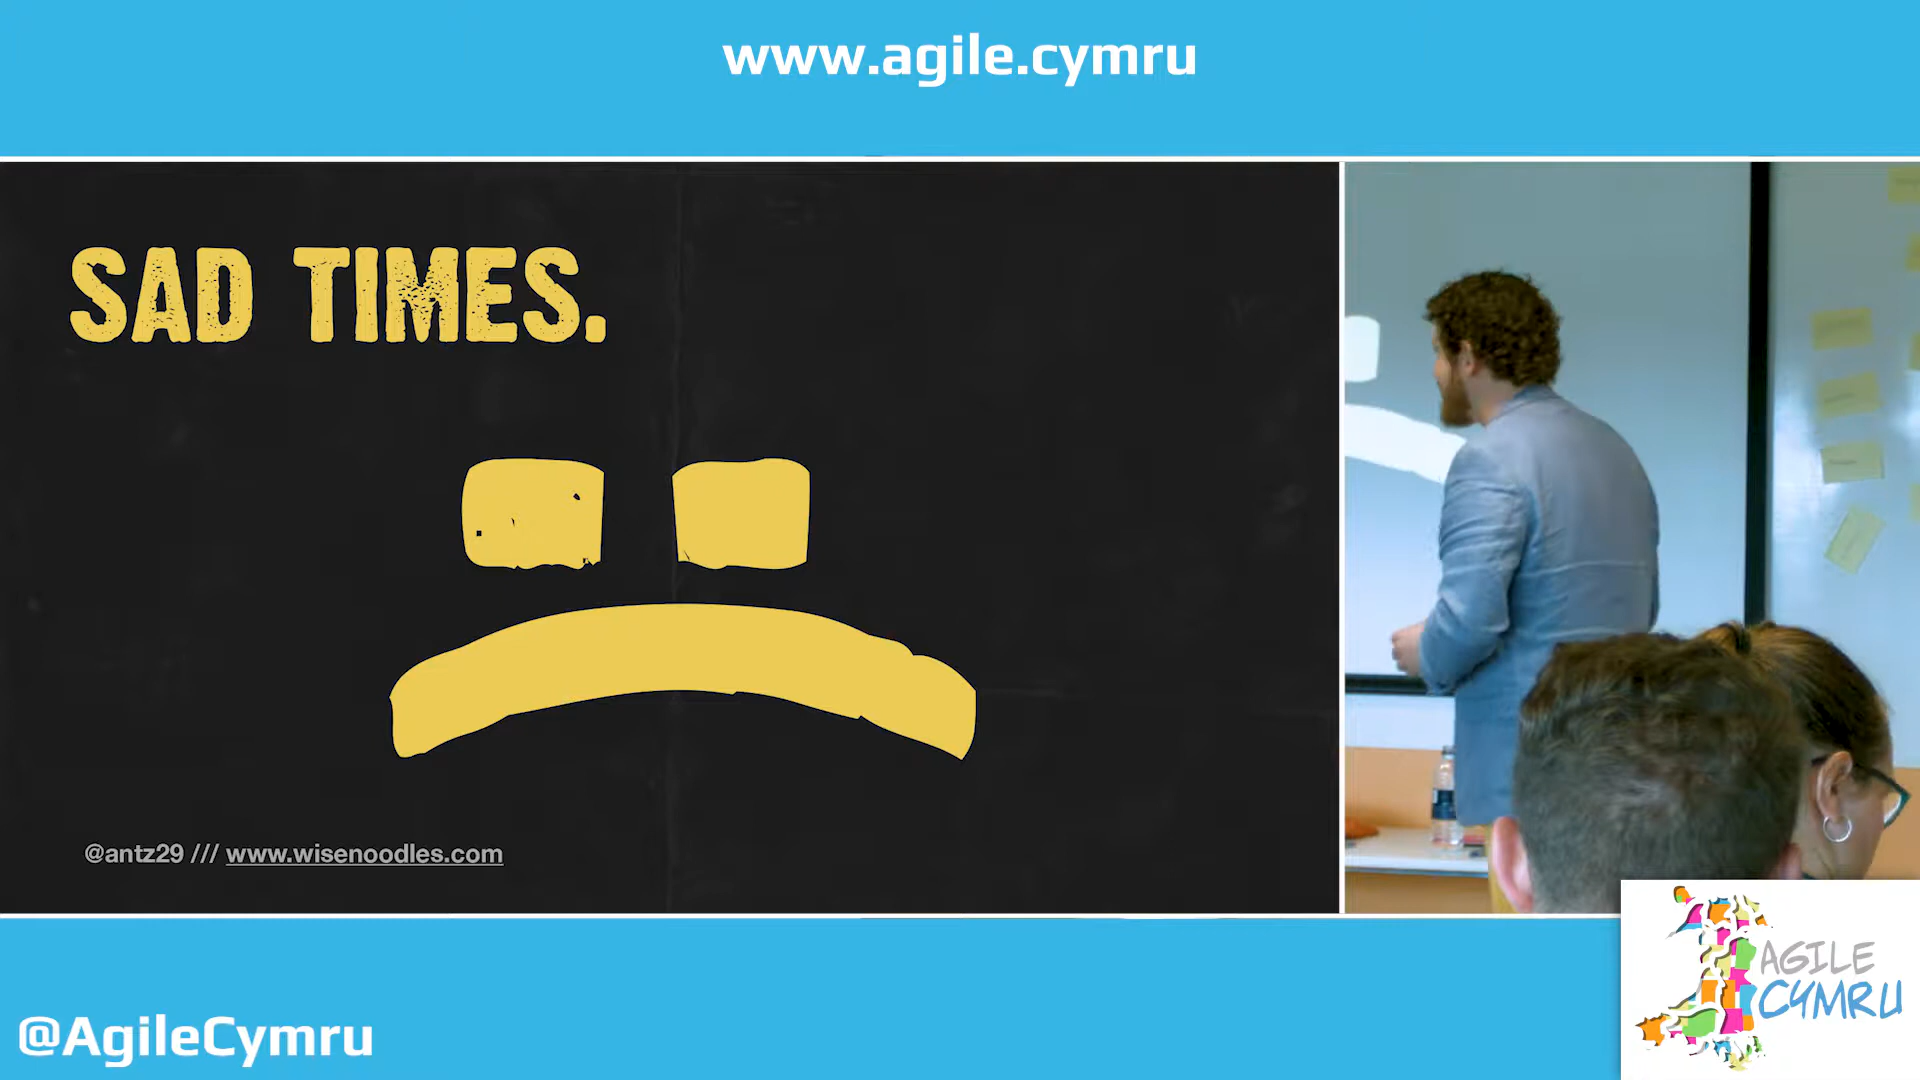 www.agile.cymru
SAD TIMES.
@antz29 /// www.wisenoodles.com
@AgileCymru
AGILE
CYMRU